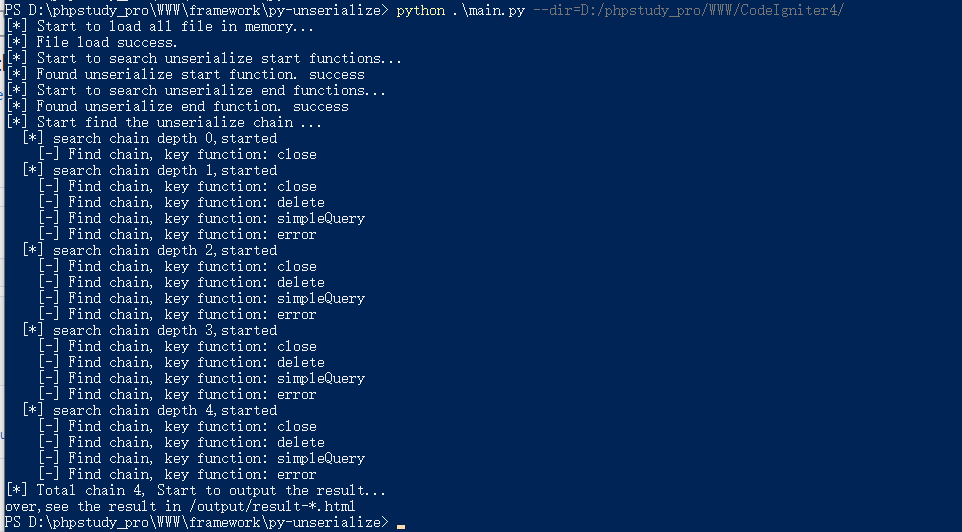 PS D:\phpstudy_pro\WWW\framework\py-unserialize> python .\main.py --dir=D:/phpstudy_pro/WWW/CodeIgniter4/
[*] Start to load all file in memory...
[*] File load success.
[*] Start to search unserialize start functions...
[*] Found unserialize start function. success
[*] Start to search unserialize end functions...
[*] Found unserialize end function. success
[*] Start find the unserialize chain ...
[*] search chain depth 0,started
[-] Find chain, key function: close
[*] search chain depth 1,started
[-] Find chain, key function: close
[-] Find chain, key function: delete
[-] Find chain, key function: simpleQuery
[-] Find chain, key function: error
[*] search chain depth 2,started
[-] Find chain, key function: close
[-] Find chain, key function: delete
[-] Find chain, key function: simpleQuery
[-] Find chain, key function: error
[*] search chain depth 3,started
[-] Find chain, key function: close
[-] Find chain, key function: delete
[-] Find chain, key function: simpleQuery
[-] Find chain, key function: error
[*] search chain depth 4,started
[-] Find chain, key function: close
[-] Find chain, key function: delete
[-] Find chain, key function: simpleQuery
[-] Find chain, key function: error
[*] Total chain 4, Start to output the result...
over,see the result in /output/result-*.html
PS D:\phpstudy_pro\WWW\framework\py-unserialize>